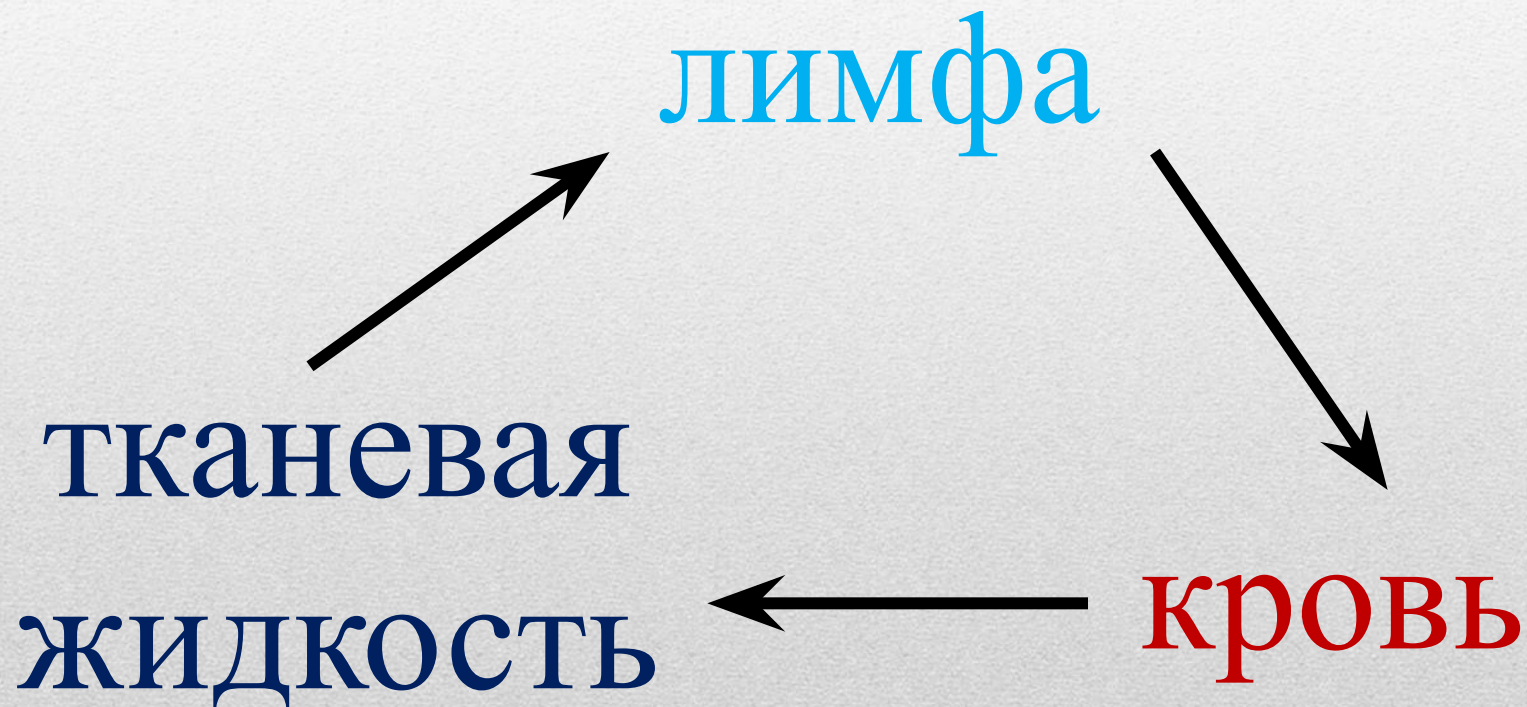 лимфа
тканевая
жидкость
кровь